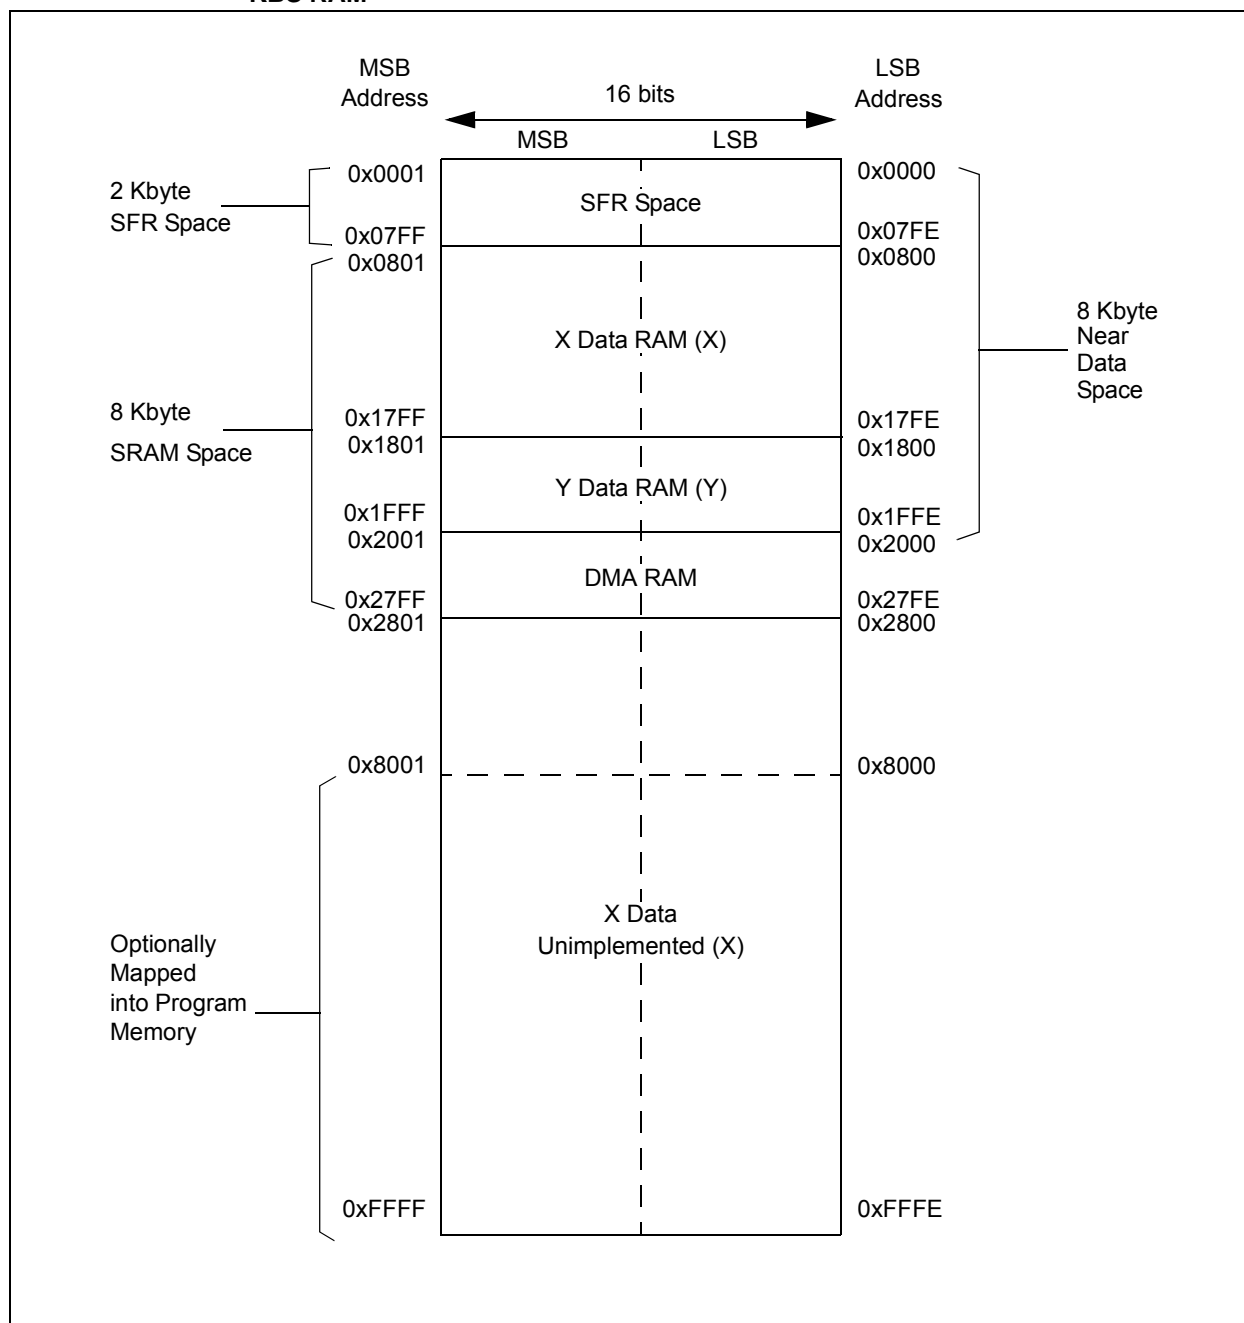 MSB
Address
LSB
Address
16 bits
MSB
LSB
0x0001
0x0000
2 Kbyte
SFR Space
SFR Space
0x07FF
0x07FE
0x0801
0x0800
X Data RAM (X)
8 Kbyte
Near
Data
Space
8 Kbyte
SRAM Space
0x17FF
0x17FE
0x1801
0x1800
Y Data RAM (Y)
0x1FFF
0x1FFE
0x2001
0x2000
DMA RAM
0x27FF
0x27FE
0x2801
0x2800
0x8001
0x8000
X Data
Unimplemented (X)
Optionally
Mapped
into Program
Memory
0xFFFF
0xFFFE